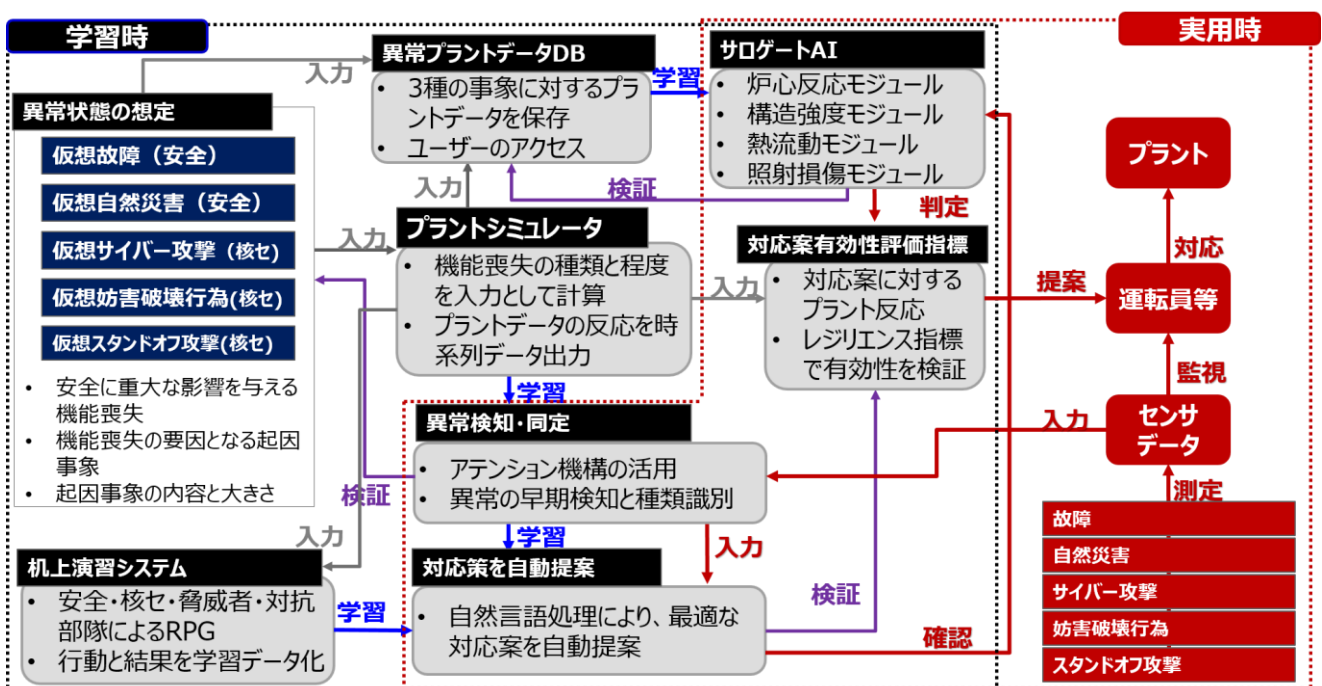 学習時
実用時
入力
異常プラントデータDB
• 3種の事象に対するプラ
ントデータを保存
• ユーザーのアクセス
学習
サロゲートAI
• 炉心反応モジュール
• 構造強度モジュール
• 熱流動モジュール
• 照射損傷モジュール
異常状態の想定
仮想故障（安全）
仮想自然災害（安全）
仮想サイバー攻撃（核セ)
仮想妨害破壊行為(核セ)
仮想スタンドオフ攻撃(核セ)
• 安全に重大な影響を与える
機能喪失
• 機能喪失の要因となる起因
事象
• 起因事象の内容と大きさ
入力
検証
判定
入力
プラントシミュレータ
• 機能喪失の種類と程度
を入力として計算
• プラントデータの反応を時
系列データ出力
入力
対応案有効性評価指標
• 対応案に対する
プラント反応
• レジリエンス指標
で有効性を検証
提案
プラント
対応
運転員等
監視
センサ
データ
測定
入力
学習
異常検知・同定
• アテンション機構の活用
• 異常の早期検知と種類識別
検証
入力
学習
入力
机上演習システム
• 安全・核セ・脅威者・対抗
部隊によるRPG
• 行動と結果を学習データ化
学習
対応策を自動提案
• 自然言語処理により、最適な
対応案を自動提案
検証
確認
故障
自然災害
サイバー攻撃
妨害破壊行為
スタンドオフ攻撃